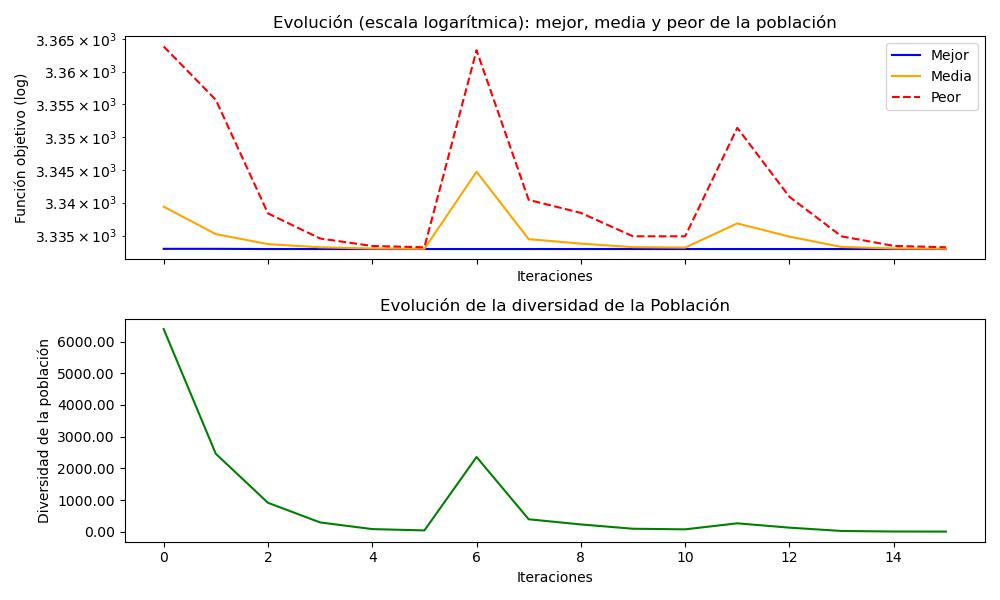 Evolución (escala logarítmica): mejor, media y peor de la población
Función objetivo (log)
3.365 × 10³
3.36 × 10³
3.355 × 10³
3.35 × 10³
3.345 × 10³
3.34 × 10³
3.335 × 10³
Mejor
Media
Peor
Iteraciones
Evolución de la diversidad de la Población
Diversidad de la población
6000.00
5000.00
4000.00
3000.00
2000.00
1000.00
0.00
0 2 4 6 8 10 12 14
Iteraciones